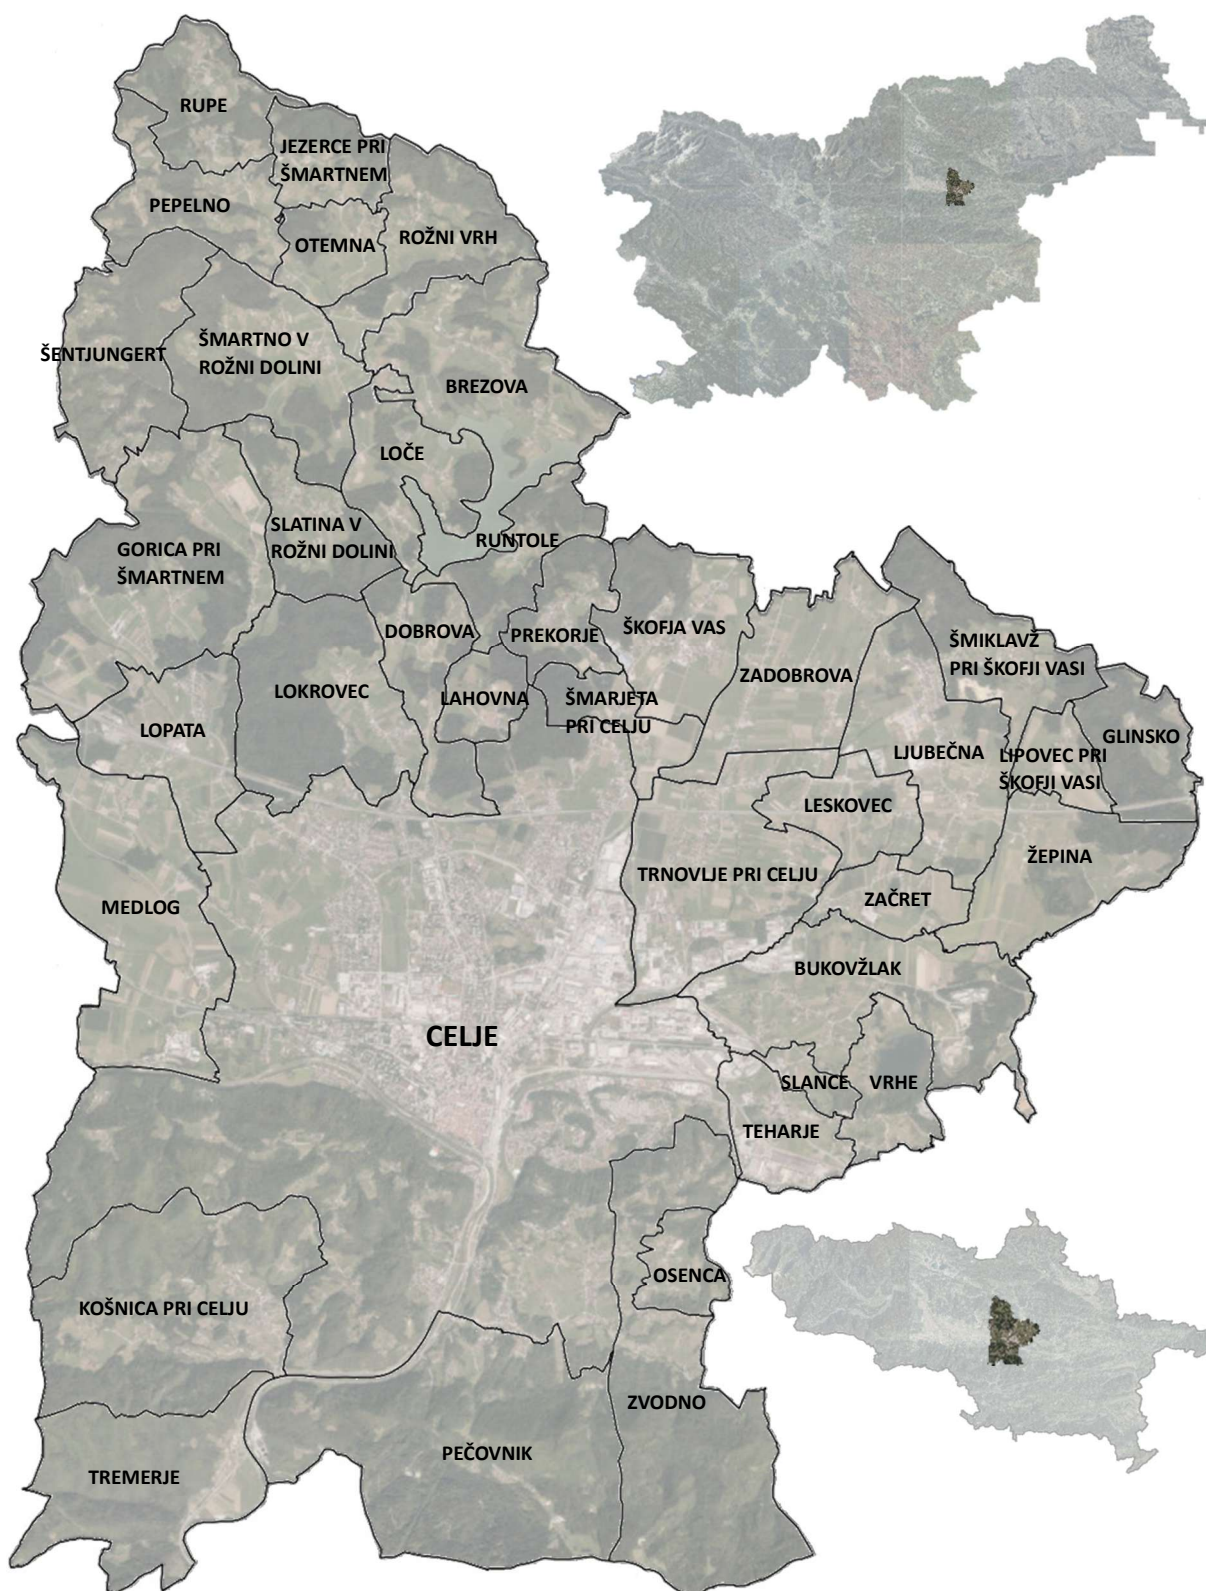 RUPE
JEZERCE PRI
ŠMARTNEM
PEPELNO
OTEMNA
ROŽNI VRH
ŠENTJUNGERT
ŠMARTNO V
ROŽNI DOLINI
BREZOVA
LOČE
SLATINA V
ROŽNI DOLINI
RUNTOLE
GORICA PRI
ŠMARTNEM
DOBROVA
PREKORJE
ŠKOFJA VAS
ŠMIKLAVŽ
PRI ŠKOFJI VASI
ZADOBROVA
LOKROVEC
LAHOVNA
ŠMARJETA
PRI CELJU
LOPATA
LJUBEČNA
LIPOVEC PRI
ŠKOFJI VASI
GLINSKO
LESKOVEC
ŽEPINA
TRNOVLJE PRI CELJU
ZAČRET
MEDLOG
BUKOVŽLAK
CELJE
SLANCE
VRHE
TEHARJE
OSENCA
KOŠNICA PRI CELJU
ZVODNO
PEČOVNIK
TREMERJE